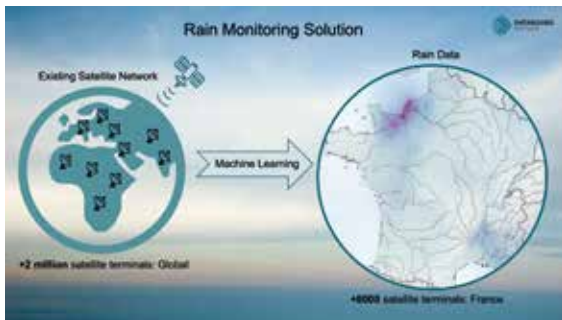 Rain Monitoring Solution
Existing Satellite Network
Rain Data
Machine Learning
+2 million satellite terminals: Global
+6000 satellite terminals: France